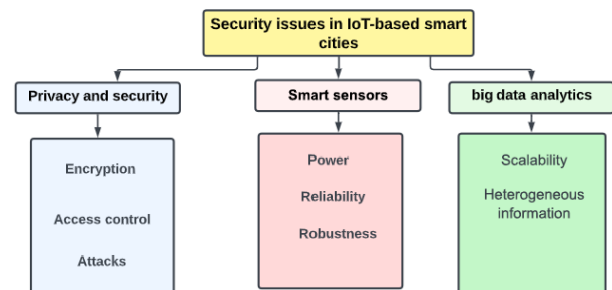 Security issues in IoT-based smart
cities
Privacy and security
Smart sensors
big data analytics
Encryption
Access control
Attacks
Power
Reliability
Robustness
Scalability
Heterogeneous
information